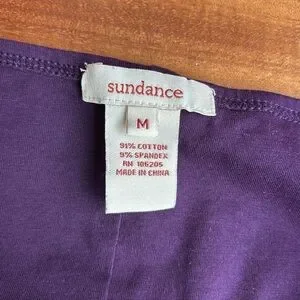 sundance
M
91% COTTON
9% SPANDEX
RN 106205
MADE IN CHINA